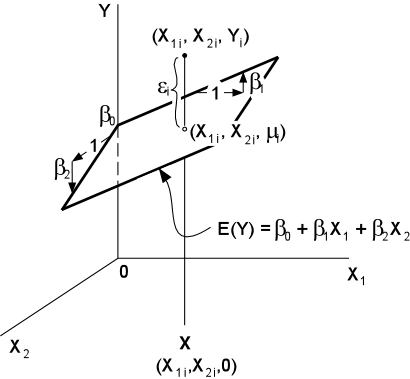 Y
(X₁ᵢ, X₂ᵢ, Yᵢ)
εᵢ
β₁
1
β₀
1
(X₁ᵢ, X₂ᵢ, μᵢ)
β₂
E(Y) = β₀ + β₁X₁ + β₂X₂
0
X₁
X₂
X
(X₁ᵢ,X₂ᵢ,0)